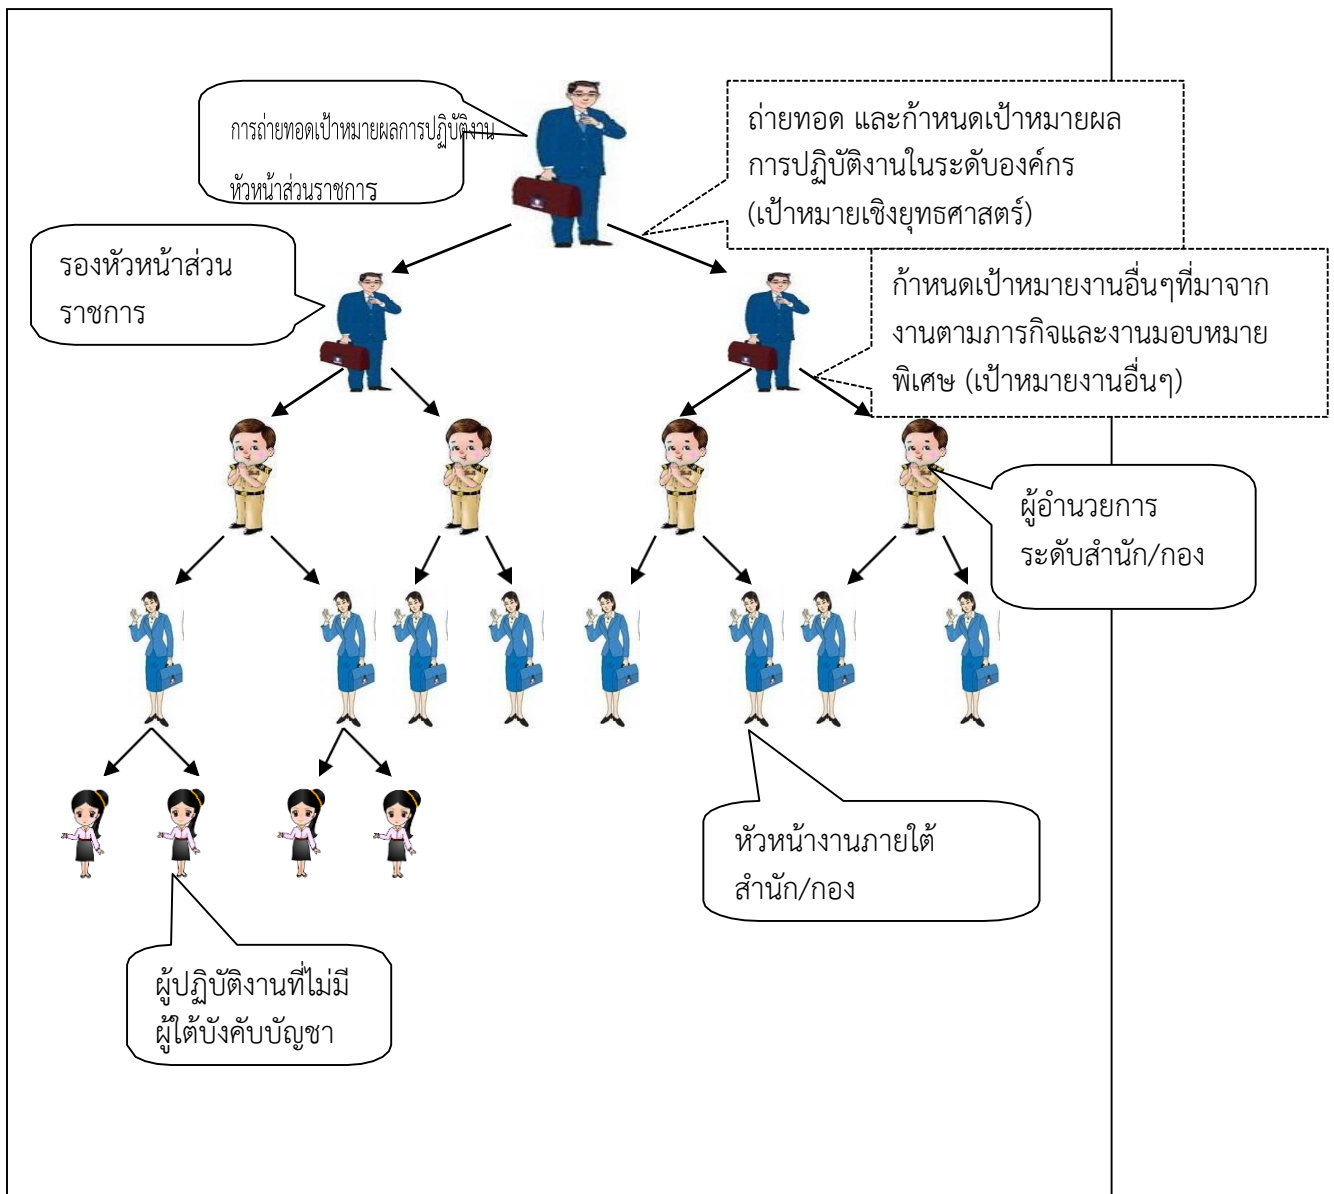 การถ่ายทอดเป้าหมายผลการปฏิบัติงาน
หัวหน้าส่วนราชการ
ถ่ายทอด และก้าหนดเป้าหมายผล
การปฏิบัติงานในระดับองค์กร
(เป้าหมายเชิงยุทธศาสตร์)
รองหัวหน้าส่วน
ราชการ
ก้าหนดเป้าหมายงานอื่นๆที่มาจาก
งานตามภารกิจและงานมอบหมาย
พิเศษ (เป้าหมายงานอื่นๆ)
ผู้อำนวยการ
ระดับสำนัก/กอง
หัวหน้างานภายใต้
สำนัก/กอง
ผู้ปฏิบัติงานที่ไม่มี
ผู้ใต้บังคับบัญชา